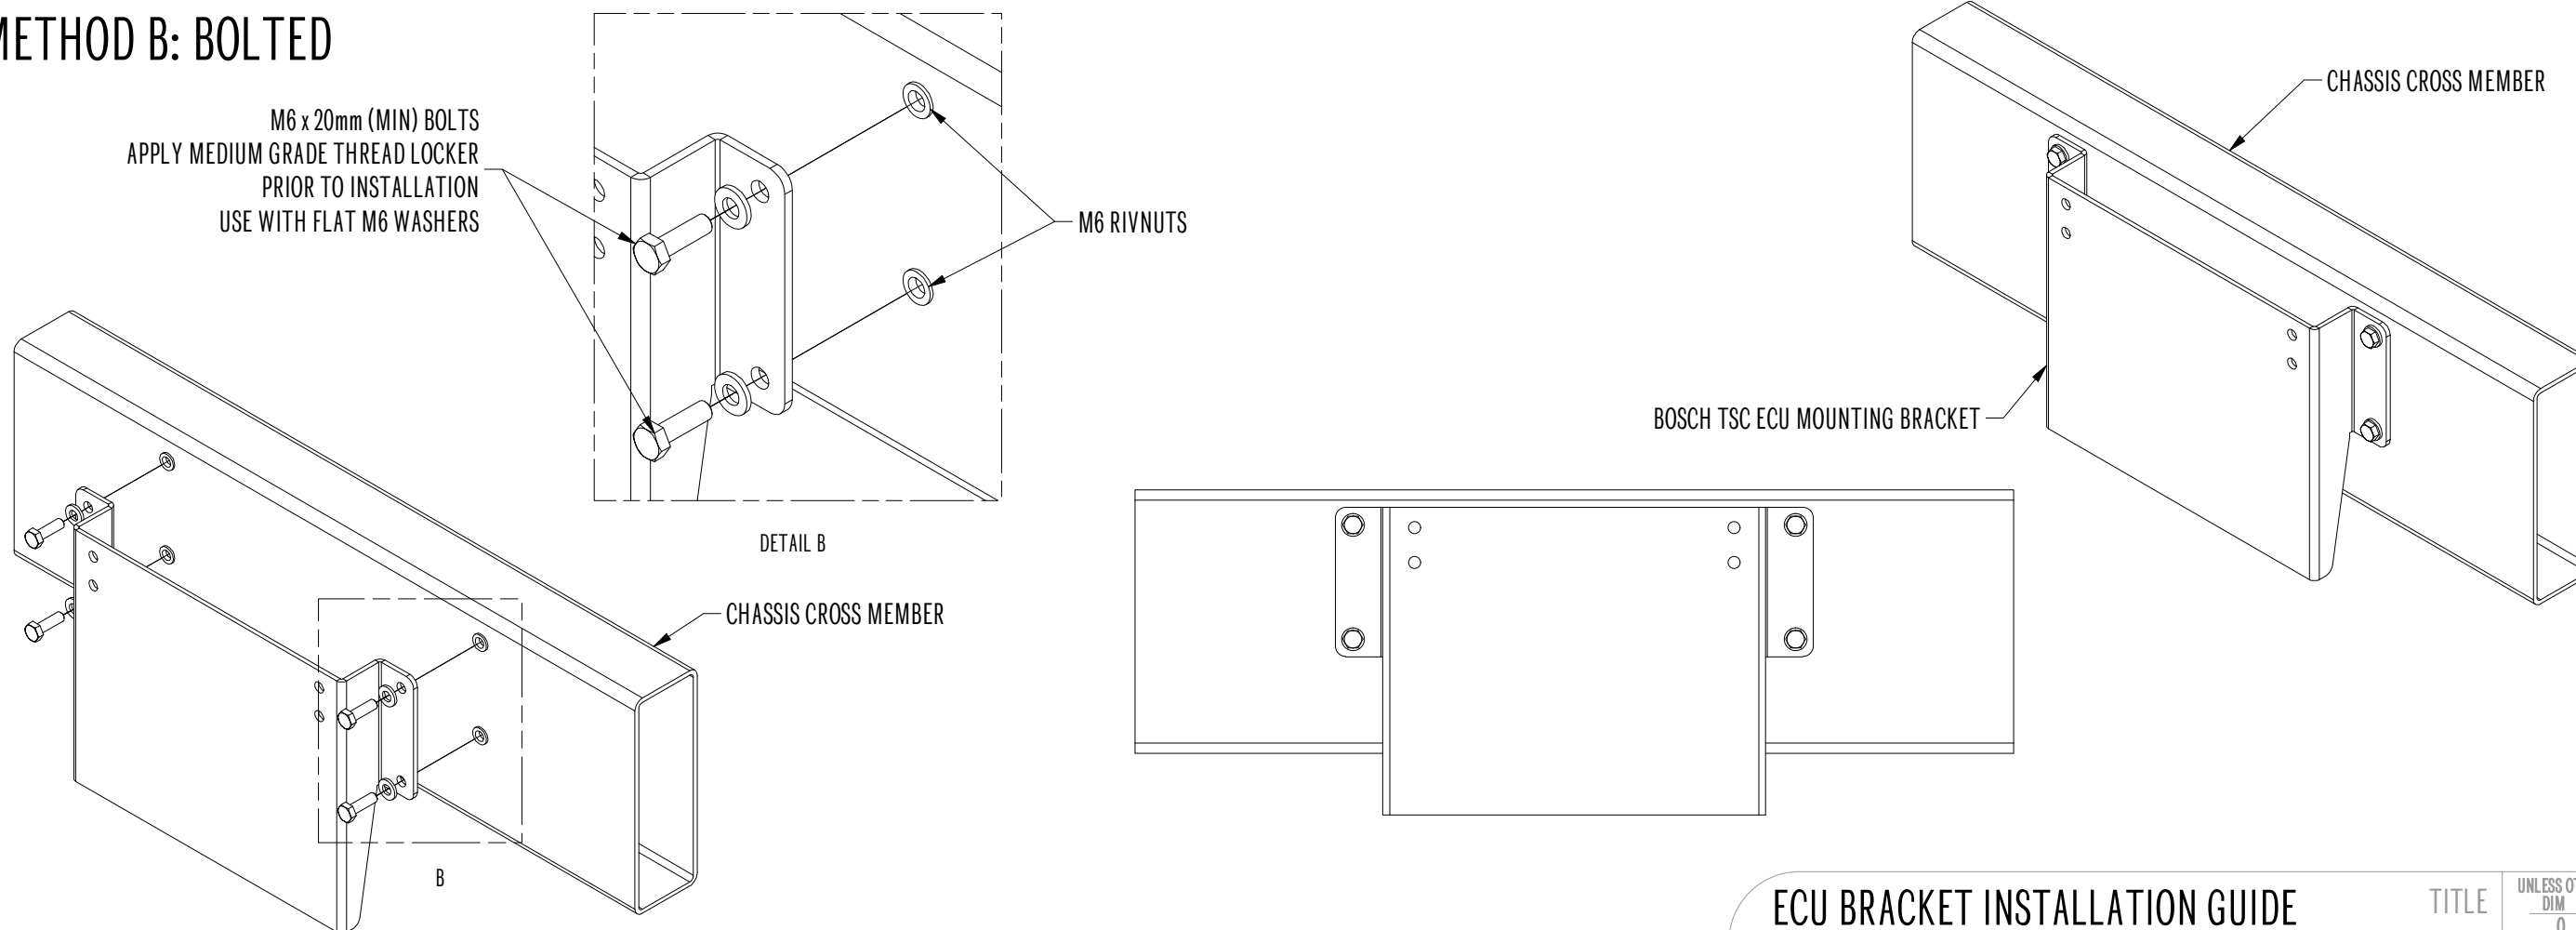 METHOD B: BOLTED
M6 x 20mm (MIN) BOLTS
APPLY MEDIUM GRADE THREAD LOCKER
PRIOR TO INSTALLATION
USE WITH FLAT M6 WASHERS
M6 RIVNUTS
DETAIL B
CHASSIS CROSS MEMBER
B
CHASSIS CROSS MEMBER
BOSCH TSC ECU MOUNTING BRACKET
ECU BRACKET INSTALLATION GUIDE
TITLE
UNLESS
DIM